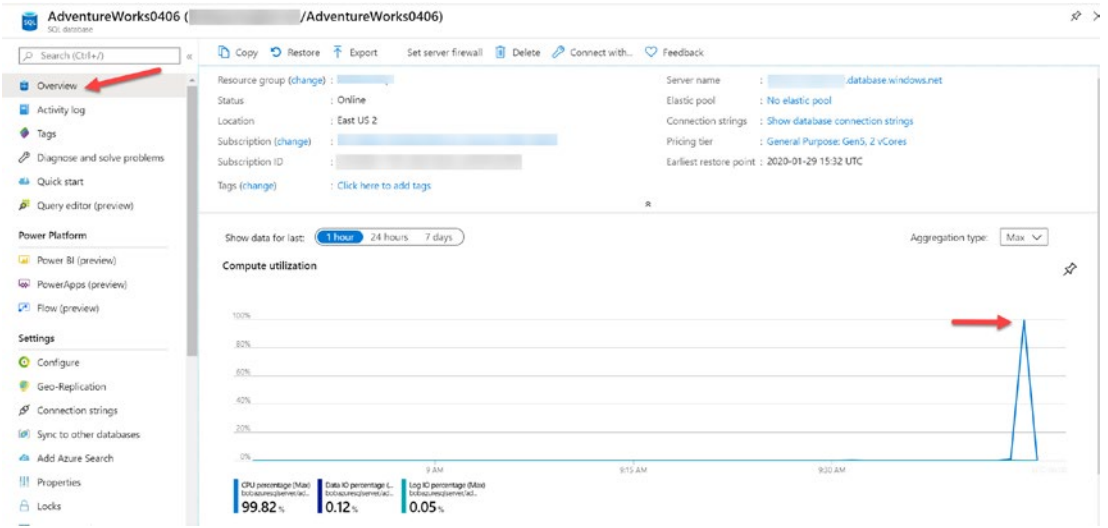 AdventureWorks0406 ( /AdventureWorks0406)
SQL
SQL database
Search (Ctrl+/)
«
Copy Restore Export Set server firewall Delete Connect with... Feedback
Overview
Activity log
Tags
Diagnose and solve problems
Quick start
Query editor (preview)
Power Platform
Power BI (preview)
PowerApps (preview)
Flow (preview)
Settings
Configure
Geo-Replication
Connection strings
Sync to other databases
Add Azure Search
Properties
Locks
Resource group (change) :
Status : Online
Location : East US 2
Subscription (change) :
Subscription ID :
Tags (change) : Click here to add tags
Server name : .database.windows.net
Elastic pool : No elastic pool
Connection strings : Show database connection strings
Pricing tier : General Purpose: Gen5, 2 vCores
Earliest restore point : 2020-01-29 15:32 UTC
Show data for last: 1 hour 24 hours 7 days
Aggregation type: Max
Compute utilization
100%
80%
60%
40%
20%
0%
9 AM 9:15 AM 9:30 AM
CPU percentage (Max)
bobazuresqlserver/ad...
99.82 %
Data IO percentage (...
bobazuresqlserver/ad...
0.12 %
Log IO percentage (Max)
bobazuresqlserver/ad...
0.05 %